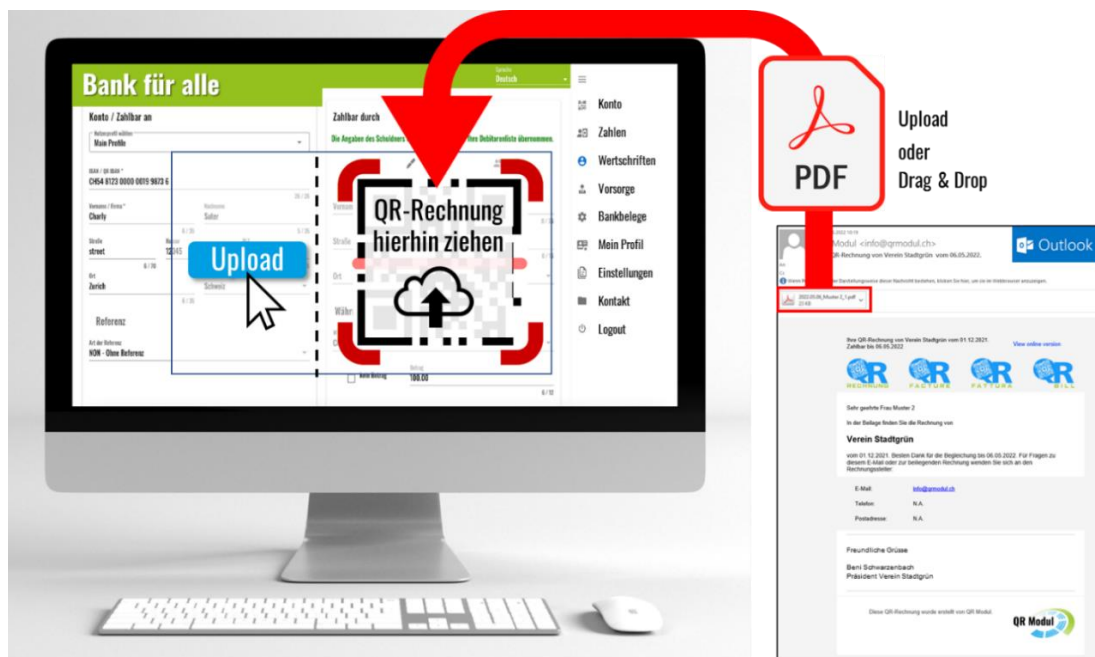 Bank für alle
Sprache
Deutsch
Konto / Zahlbar an
Zahlbar durch
Main Profile
IBAN / QR IBAN *
CH54 8123 0000 0019 9873 6
Vorname / Firma *
Charly
Nachname
Suter
Straße
street
12345
Ort
Zurich
Schweiz
Referenz
Art der Referenz
NON - Ohne Referenz
Upload
QR-Rechnung
hierhin ziehen
Betrag
100.00
Konto
Zahlen
Wertschriften
Vorsorge
Bankbelege
Mein Profil
Einstellungen
Kontakt
Logout
PDF
Upload
oder
Drag & Drop
Outlook
Modul <info@qrmodul.ch>
QR-Rechnung von Verein Stadtgrün vom 06.05.2022.
Ihre QR-Rechnung von Verein Stadtgrün vom 01.12.2021.
Zahlbar bis 06.05.2022
View online version
QR RECHNUNG
QR FACTURE
QR FATTURA
QR BILL
Sehr geehrte Frau Muster 2
In der Beilage finden Sie die Rechnung von
Verein Stadtgrün
vom 01.12.2021. Besten Dank für die Begleichung bis 06.05.2022. Für Fragen zu
diesem E-Mail oder zur beiliegenden Rechnung wenden Sie sich an den
Rechnungssteller:
E-Mail: info@qrmodul.ch
Telefon: N.A.
Postadresse: N.A.
Freundliche Grüsse
Beni Schwarzenbach
Präsident Verein Stadtgrün
Diese QR-Rechnung wurde erstellt von QR Modul.
QR Modul